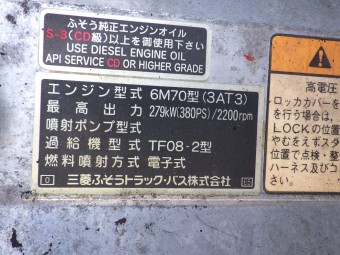 ふそう純正エンジンオイル
S-3(CD級)以上を御使用下さい
USE DIESEL ENGINE OIL
API SERVICE CD OR HIGHER GRADE
エンジン型式 6M70型(3AT3)
最高出力 279kW(380PS)/2200rpm
噴射ポンプ型式
過給機型式 TF08-2型
燃料噴射方式 電子式
三菱ふそうトラック・バス株式会社
高電圧
ロッカカバーを
を行う場合は、
LOCKの位置
やむをえずスタ
位置で点検・整
ハーネス及びコ